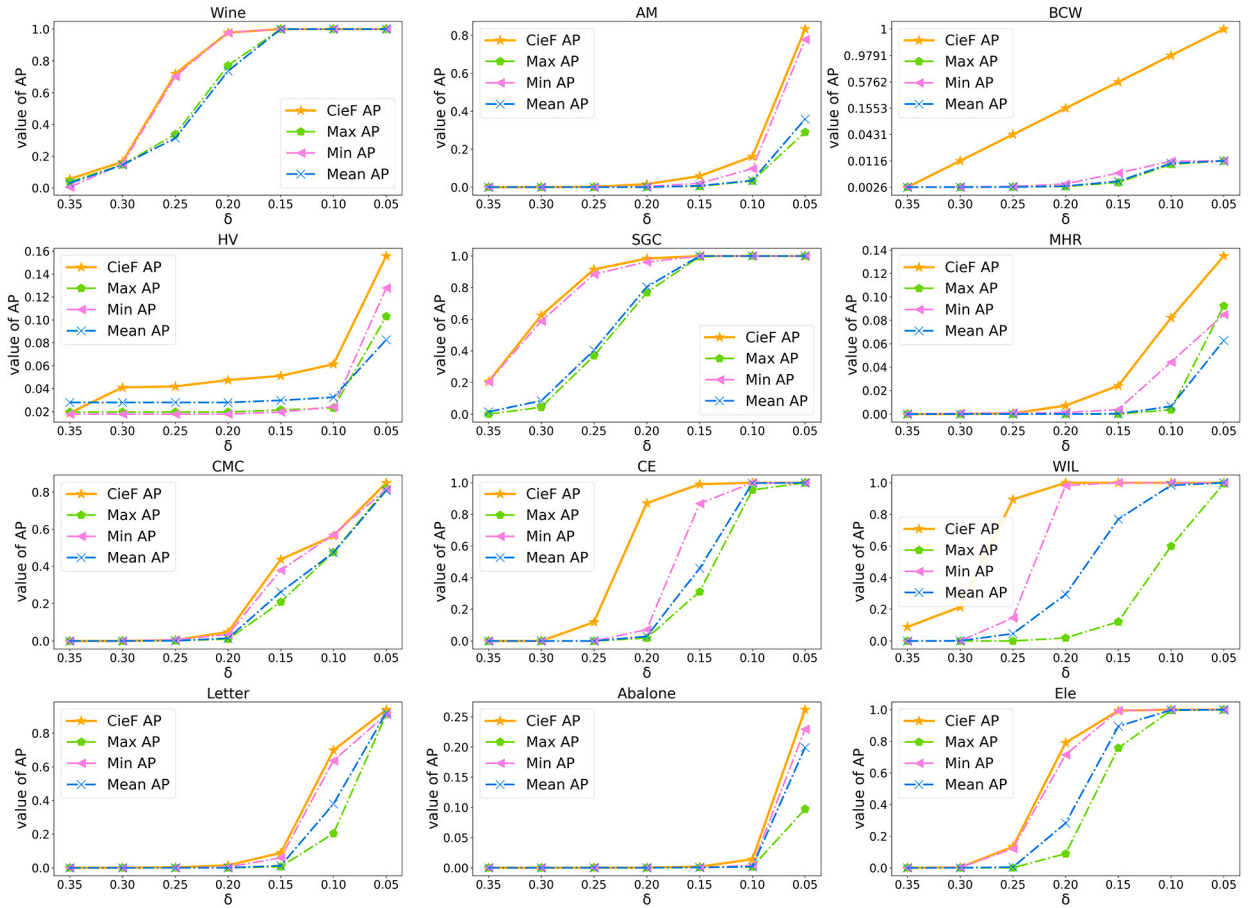 Wine
value of AP
1.0
0.8
0.6
0.4
0.2
0.0
CieF AP
Max AP
Min AP
Mean AP
0.35 0.30 0.25 0.20 0.15 0.10 0.05
δ
AM
value of AP
0.8
0.6
0.4
0.2
0.0
CieF AP
Max AP
Min AP
Mean AP
0.35 0.30 0.25 0.20 0.15 0.10 0.05
δ
BCW
value of AP
1
0.9791
0.5762
0.1553
0.0431
0.0116
0.0026
CieF AP
Max AP
Min AP
Mean AP
0.35 0.30 0.25 0.20 0.15 0.10 0.05
δ
HV
value of AP
0.16
0.14
0.12
0.10
0.08
0.06
0.04
0.02
CieF AP
Max AP
Min AP
Mean AP
0.35 0.30 0.25 0.20 0.15 0.10 0.05
δ
SGC
value of AP
1.0
0.8
0.6
0.4
0.2
0.0
CieF AP
Max AP
Min AP
Mean AP
0.35 0.30 0.25 0.20 0.15 0.10 0.05
δ
MHR
value of AP
0.14
0.12
0.10
0.08
0.06
0.04
0.02
0.00
CieF AP
Max AP
Min AP
Mean AP
0.35 0.30 0.25 0.20 0.15 0.10 0.05
δ
CMC
value of AP
0.8
0.6
0.4
0.2
0.0
CieF AP
Max AP
Min AP
Mean AP
0.35 0.30 0.25 0.20 0.15 0.10 0.05
δ
CE
value of AP
1.0
0.8
0.6
0.4
0.2
0.0
CieF AP
Max AP
Min AP
Mean AP
0.35 0.30 0.25 0.20 0.15 0.10 0.05
δ
WIL
value of AP
1.0
0.8
0.6
0.4
0.2
0.0
CieF AP
Max AP
Min AP
Mean AP
0.35 0.30 0.25 0.20 0.15 0.10 0.05
δ
Letter
value of AP
0.8
0.6
0.4
0.2
0.0
CieF AP
Max AP
Min AP
Mean AP
0.35 0.30 0.25 0.20 0.15 0.10 0.05
δ
Abalone
value of AP
0.25
0.20
0.15
0.10
0.05
0.00
CieF AP
Max AP
Min AP
Mean AP
0.35 0.30 0.25 0.20 0.15 0.10 0.05
δ
Ele
value of AP
1.0
0.8
0.6
0.4
0.2
0.0
CieF AP
Max AP
Min AP
Mean AP
0.35 0.30 0.25 0.20 0.15 0.10 0.05
δ